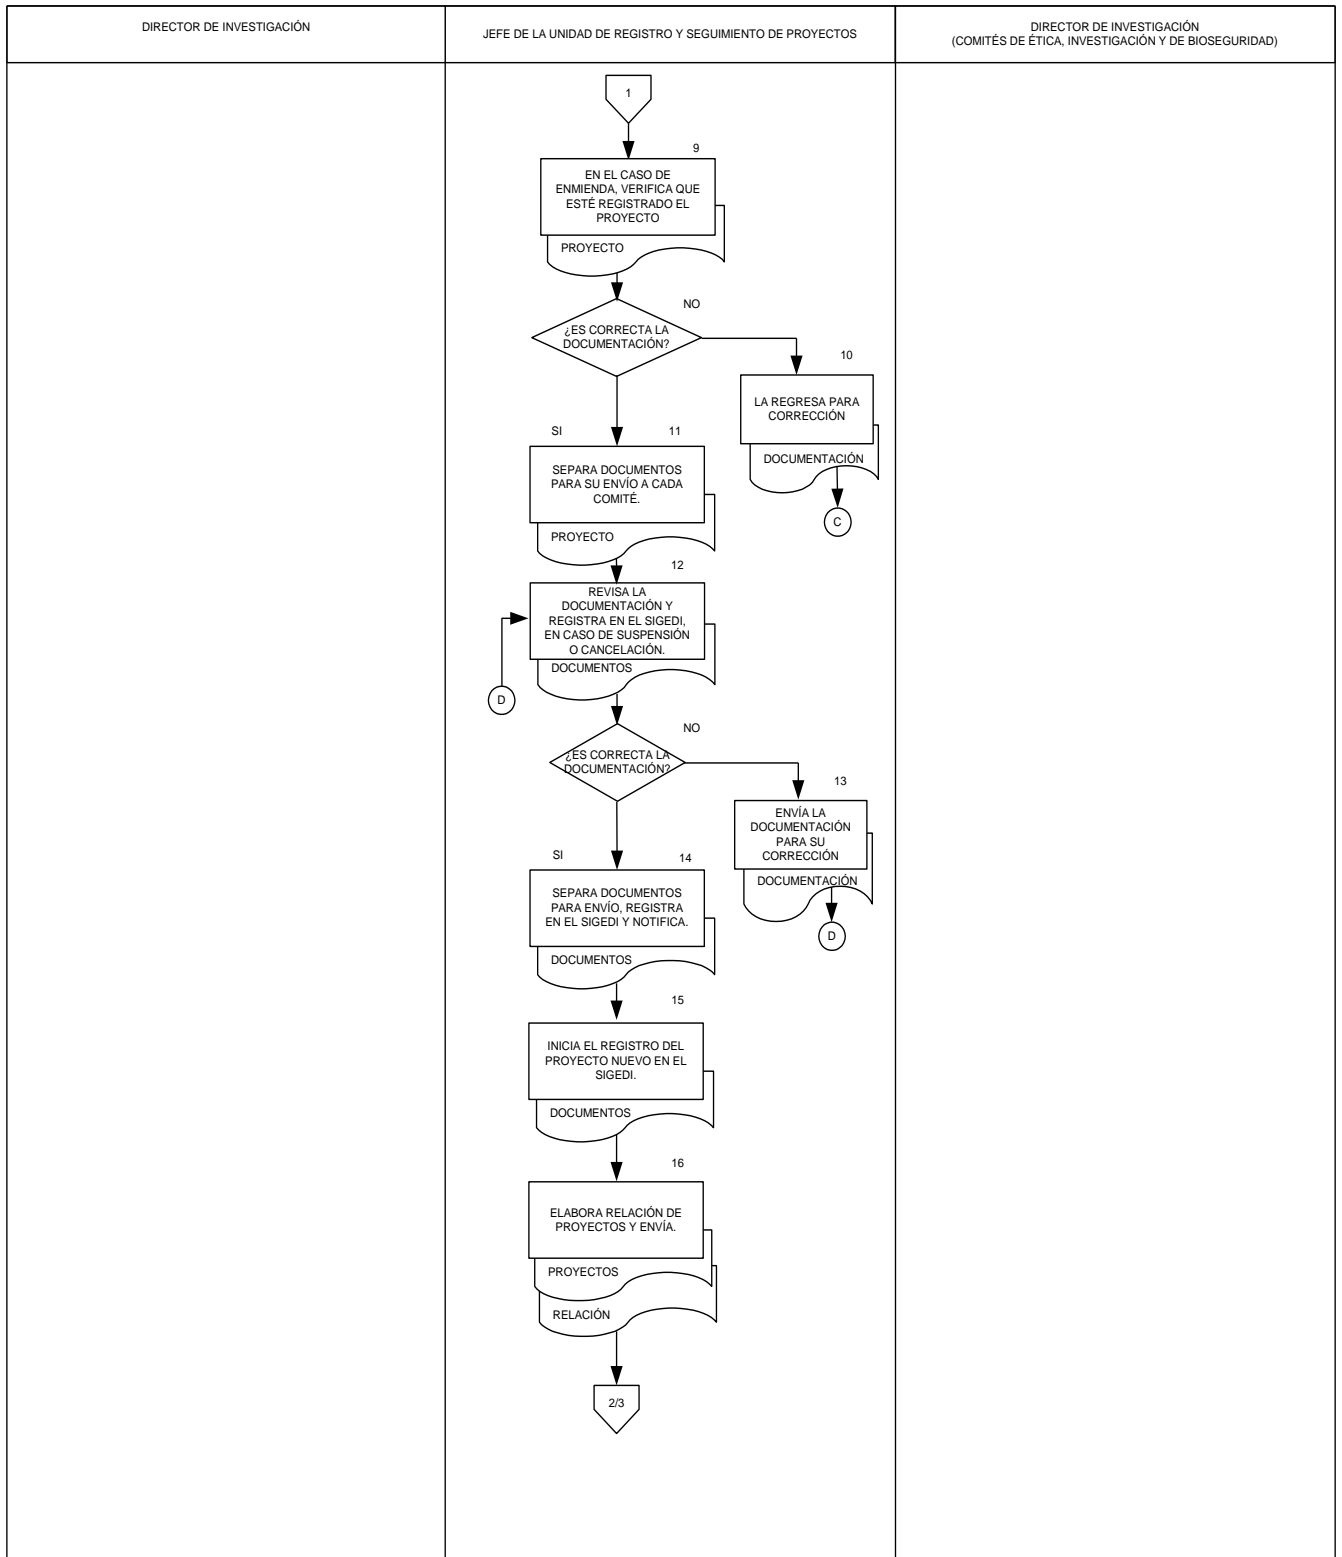 DIRECTOR DE INVESTIGACIÓN
JEFE DE LA UNIDAD DE REGISTRO Y SEGUIMIENTO DE PROYECTOS
DIRECTOR DE INVESTIGACIÓN
(COMITÉS DE ÉTICA, INVESTIGACIÓN Y DE BIOSEGURIDAD)
1
9
EN EL CASO DE
ENMIENDA, VERIFICA QUE
ESTÉ REGISTRADO EL
PROYECTO
PROYECTO
NO
¿ES CORRECTA LA
DOCUMENTACIÓN?
10
LA REGRESA PARA
CORRECCIÓN
DOCUMENTACIÓN
C
SI
11
SEPARA DOCUMENTOS
PARA SU ENVÍO A CADA
COMITÉ.
PROYECTO
12
REVISA LA
DOCUMENTACIÓN Y
REGISTRA EN EL SIGEDI,
EN CASO DE SUSPENSIÓN
O CANCELACIÓN.
DOCUMENTOS
D
NO
¿ES CORRECTA LA
DOCUMENTACIÓN?
13
ENVÍA LA
DOCUMENTACIÓN
PARA SU
CORRECCIÓN
DOCUMENTACIÓN
D
SI
14
SEPARA DOCUMENTOS
PARA ENVÍO, REGISTRA
EN EL SIGEDI Y NOTIFICA.
DOCUMENTOS
15
INICIA EL REGISTRO DEL
PROYECTO NUEVO EN EL
SIGEDI.
DOCUMENTOS
16
ELABORA RELACIÓN DE
PROYECTOS Y ENVÍA.
PROYECTOS
RELACIÓN
2/3